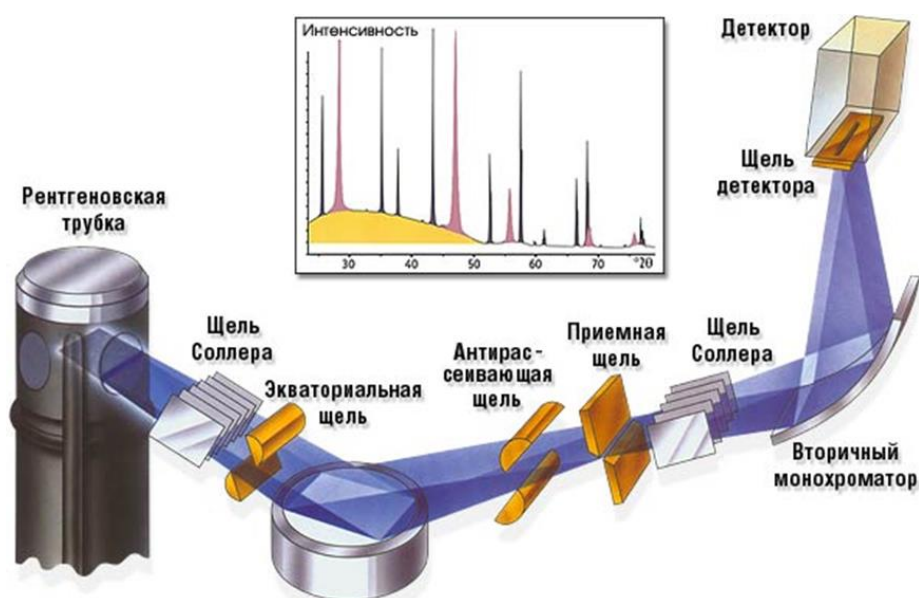 Интенсивность
30 40 50 60 70 °2θ
Детектор
Щель
детектора
Рентгеновская
трубка
Щель
Соллера
Экваториальная
щель
Антирас-
сеивающая
щель
Приемная
щель
Щель
Соллера
Вторичный
монохроматор